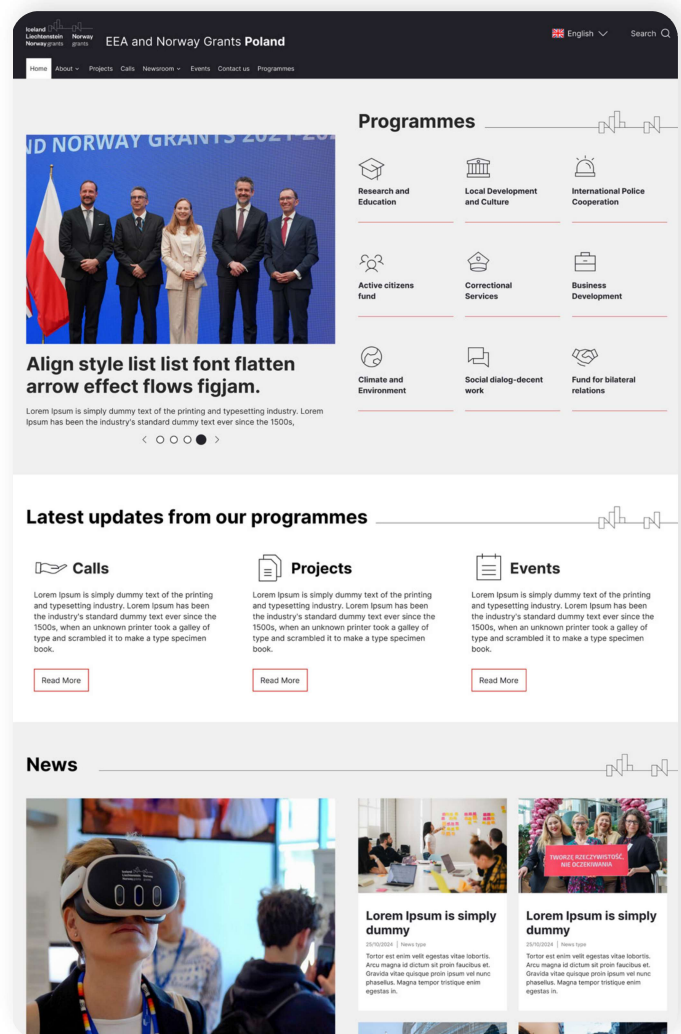 Iceland
Liechtenstein Norway
Norway grants grants
EEA and Norway Grants Poland
English
Search
Home About Projects Calls Newsroom Events Contact us Programmes
ND NORWAY GRANTS 2021-202
Align style list list font flatten
arrow effect flows figjam.
Lorem Ipsum is simply dummy text of the printing and typesetting industry. Lorem
Ipsum has been the industry's standard dummy text ever since the 1500s,
Programmes
Research and
Education
Local Development
and Culture
International Police
Cooperation
Active citizens
fund
Correctional
Services
Business
Development
Climate and
Environment
Social dialog-decent
work
Fund for bilateral
relations
Latest updates from our programmes
Calls
Lorem Ipsum is simply dummy text of the printing
and typesetting industry. Lorem Ipsum has been
the industry's standard dummy text ever since the
1500s, when an unknown printer took a galley of
type and scrambled it to make a type specimen
book.
Read More
Projects
Lorem Ipsum is simply dummy text of the printing
and typesetting industry. Lorem Ipsum has been
the industry's standard dummy text ever since the
1500s, when an unknown printer took a galley of
type and scrambled it to make a type specimen
book.
Read More
Events
Lorem Ipsum is simply dummy text of the printing
and typesetting industry. Lorem Ipsum has been
the industry's standard dummy text ever since the
1500s, when an unknown printer took a galley of
type and scrambled it to make a type specimen
book.
Read More
News
Lorem Ipsum is simply
dummy
25/10/2024 | News type
Tortor est enim velit egestas vitae lobortis.
Arcu magna id dictum sit proin faucibus et.
Gravida vitae quisque proin ipsum vel nunc
phasellus. Magna tempor tristique enim
egestas in.
TWORZĘ RZECZYWISTOŚĆ,
NIE OCZEKIWANIA
Lorem Ipsum is simply
dummy
25/10/2024 | News type
Tortor est enim velit egestas vitae lobortis.
Arcu magna id dictum sit proin faucibus et.
Gravida vitae quisque proin ipsum vel nunc
phasellus. Magna tempor tristique enim
egestas in.